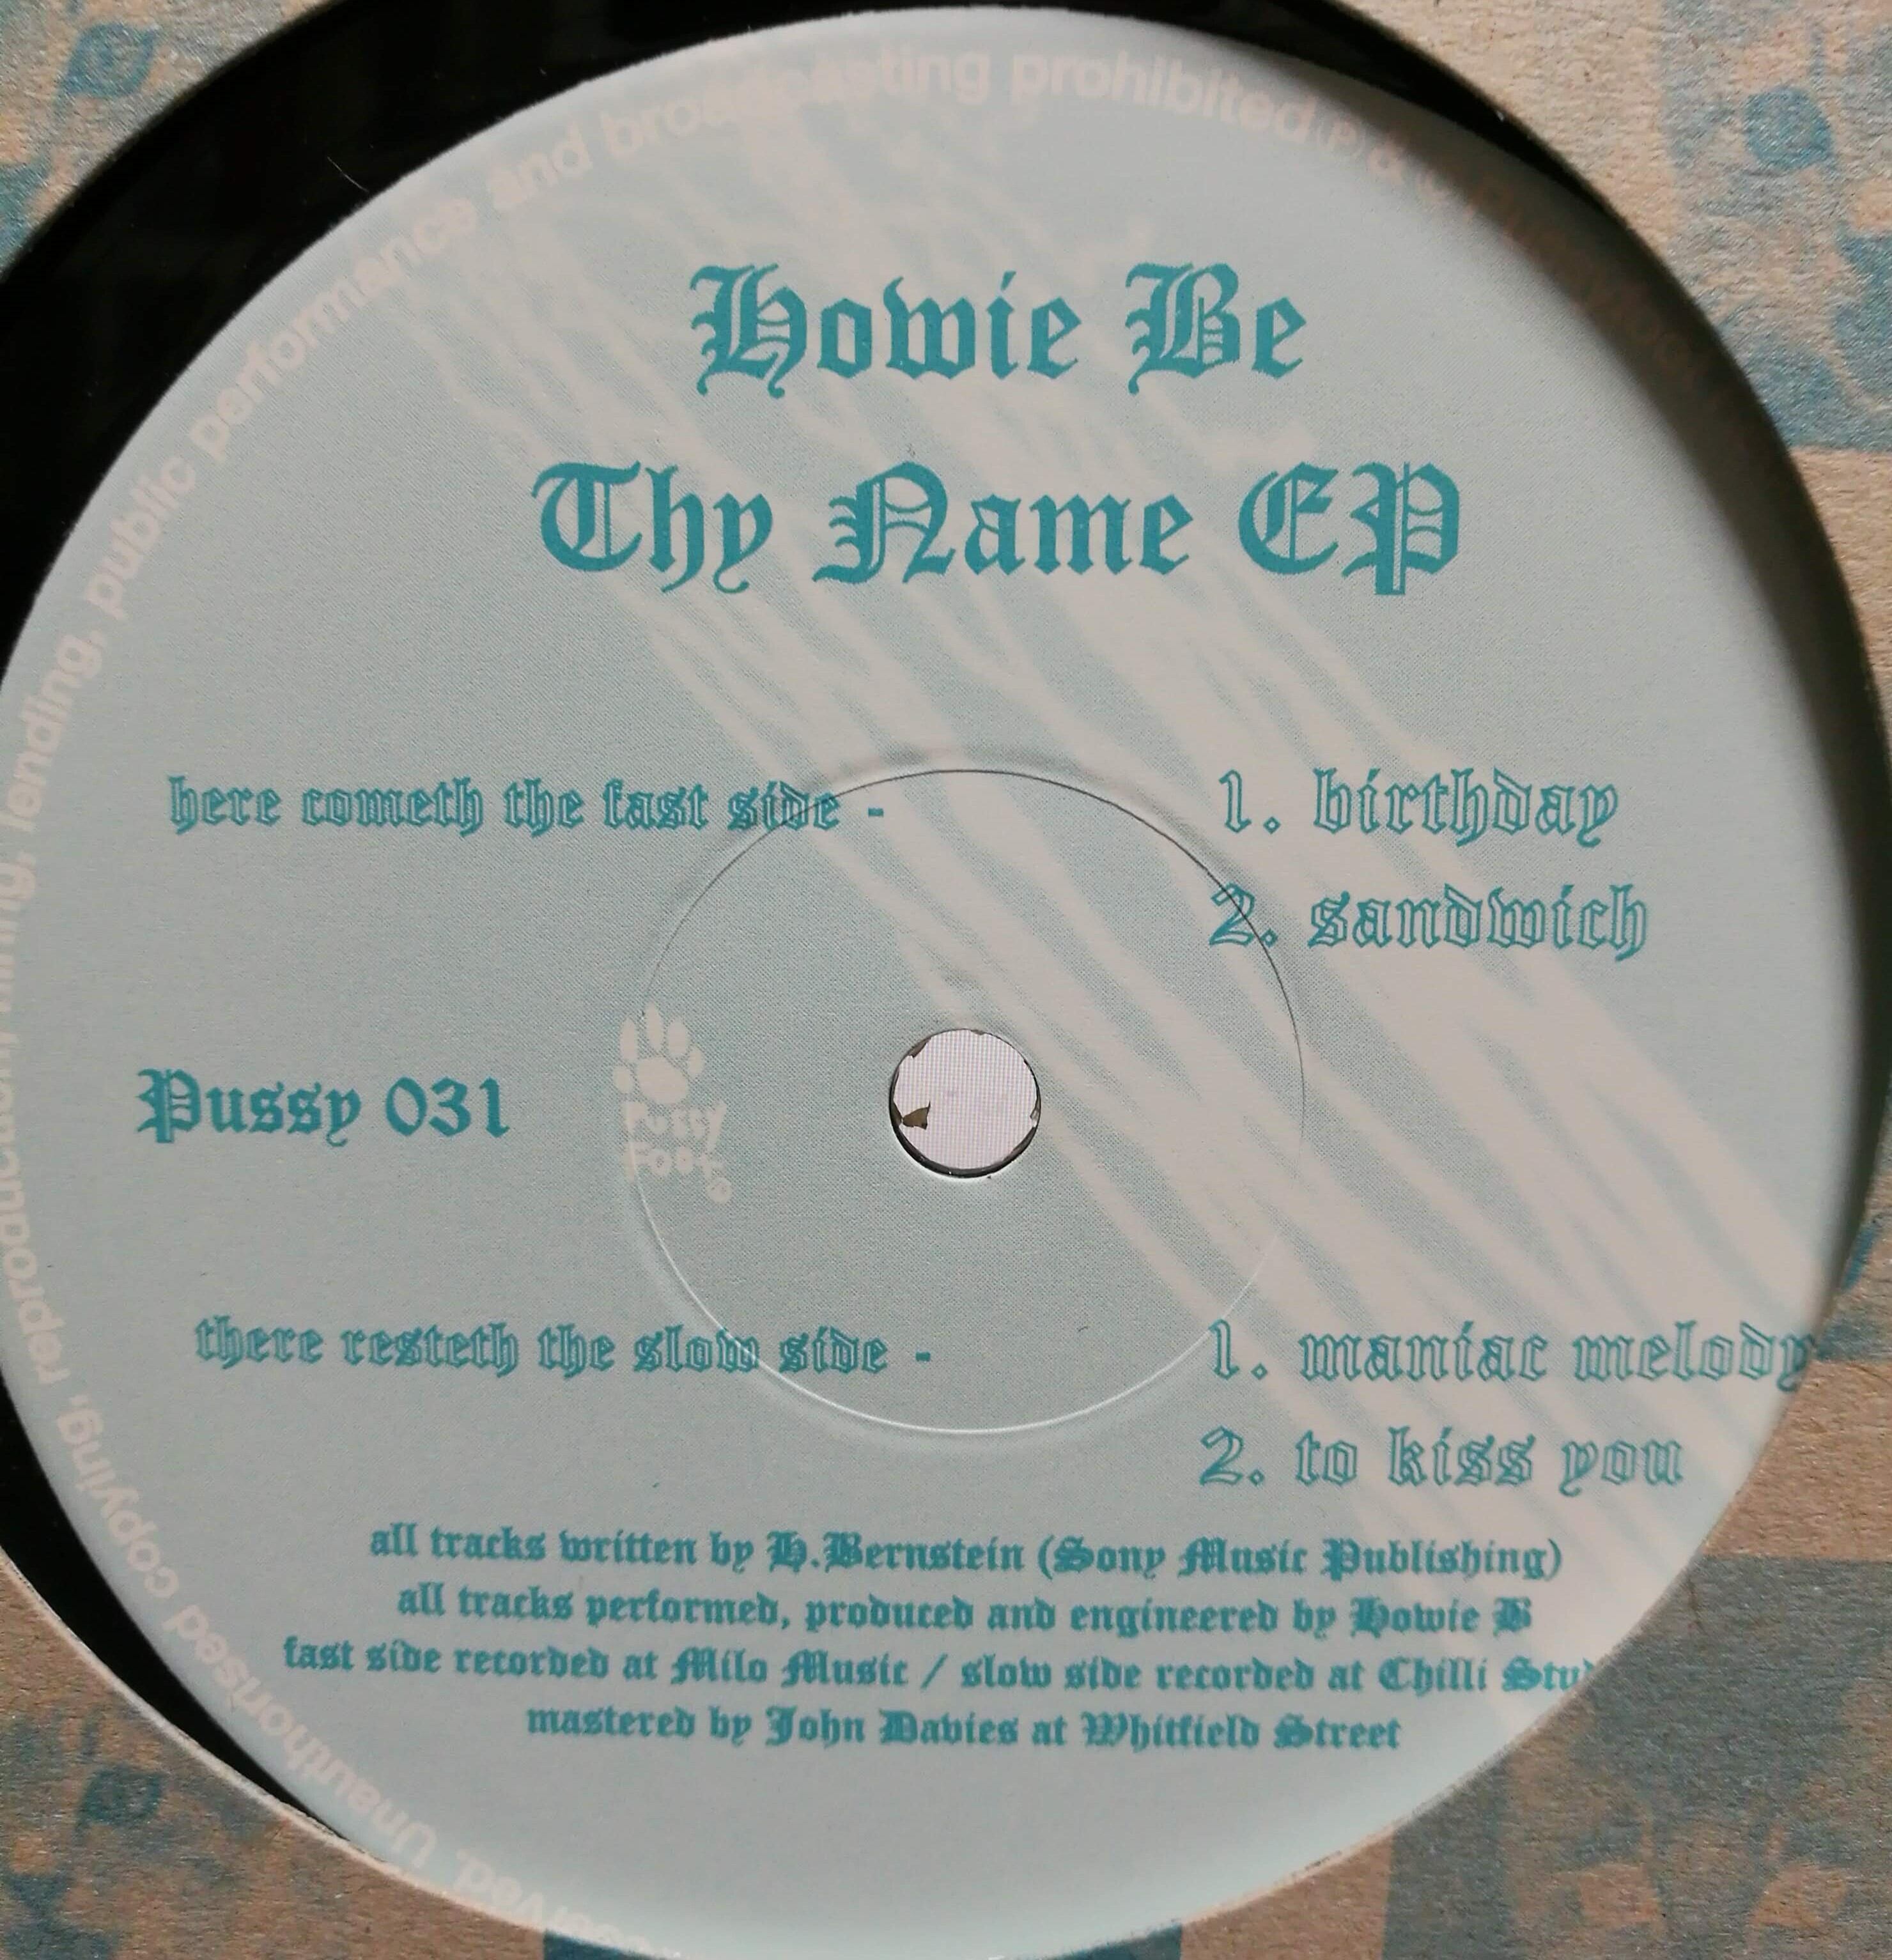 Howie Be
Thy Name EP
here cometh the fast side - 1. birthday
2. sandwich
Pussy 031
Pussy
Foot
there resteth the slow side - 1. maniac melody
2. to kiss you
all tracks written by H.Bernstein (Sony Music Publishing)
all tracks performed, produced and engineered by Howie B
fast side recorded at Milo Music / slow side recorded at Chilli
mastered by John Davies at Whitfield Street
Unauthorised copying, reproduction, hiring, lending, public performance and broadcasting prohibited. ℗ & ©